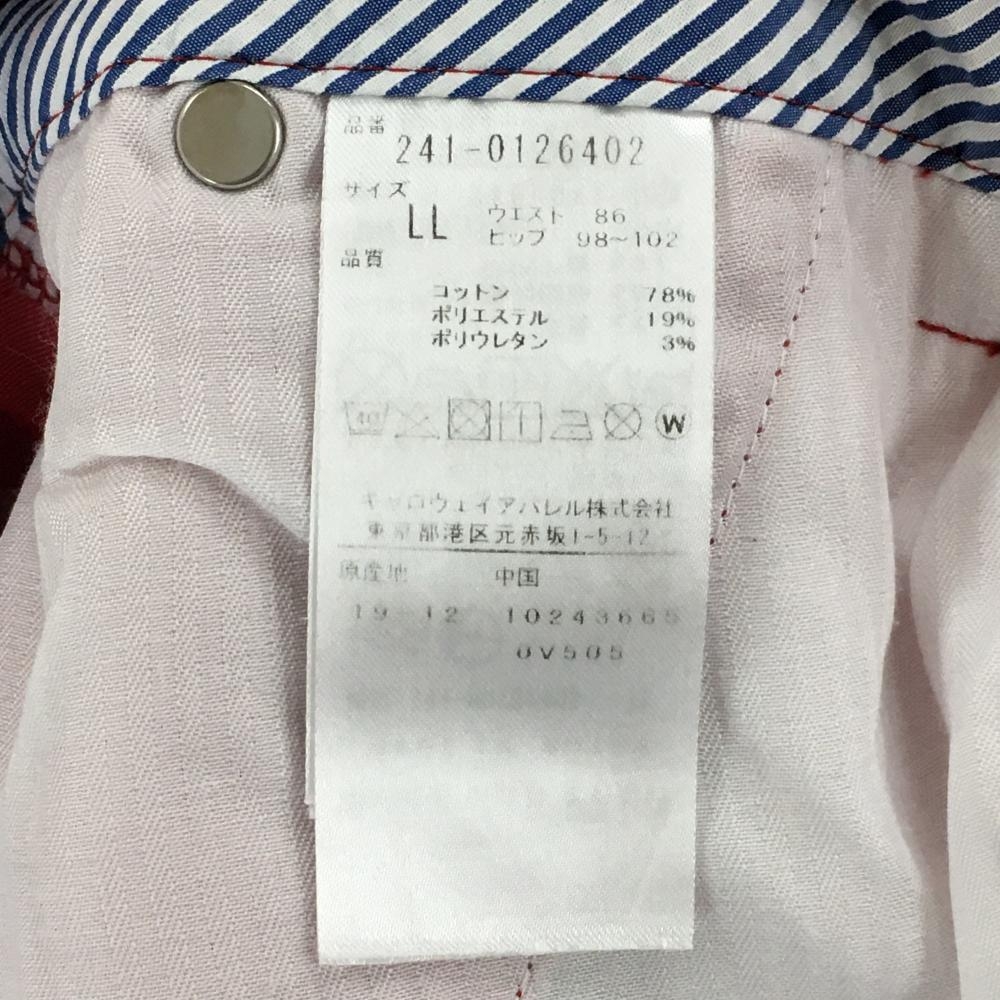 品番
241-0126402
サイズ
LL ウエスト 86
ヒップ 98~102
品質
コットン 78%
ポリエステル 19%
ポリウレタン 3%
40
W
キャロウェイアパレル株式会社
東京都港区元赤坂1-5-12
原産地 中国
19-12 10243665
0V505